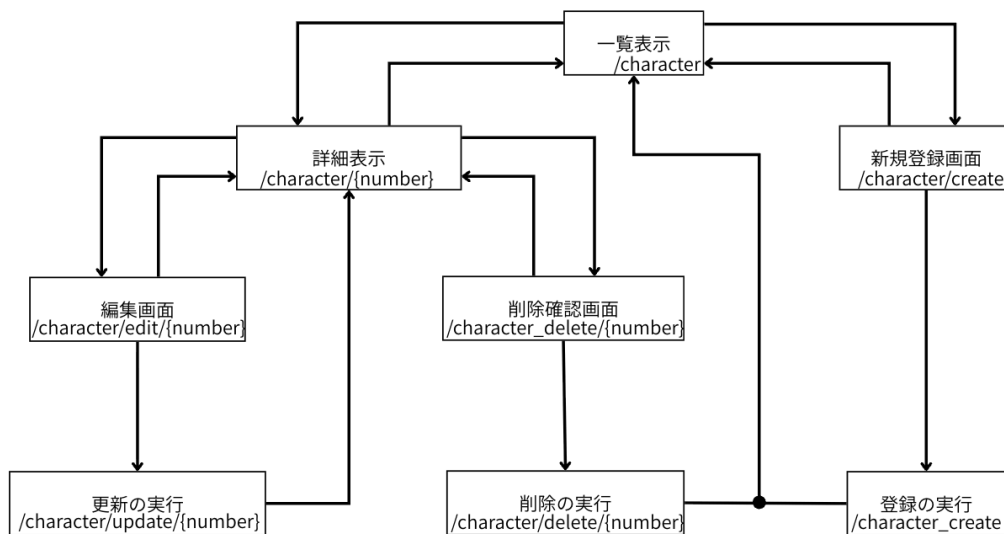 一覧表示
/character
詳細表示
/character/{number}
新規登録画面
/character/create
編集画面
/character/edit/{number}
削除確認画面
/character_delete/{number}
更新の実行
/character/update/{number}
削除の実行
/character/delete/{number}
登録の実行
/character_create